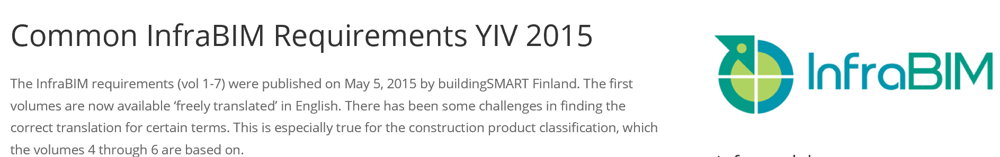 Common InfraBIM Requirements YIV 2015
InfraBIM
The InfraBIM requirements (vol 1-7) were published on May 5, 2015 by buildingSMART Finland. The first
volumes are now available ‘freely translated’ in English. There has been some challenges in finding the
correct translation for certain terms. This is especially true for the construction product classification, which
the volumes 4 through 6 are based on.